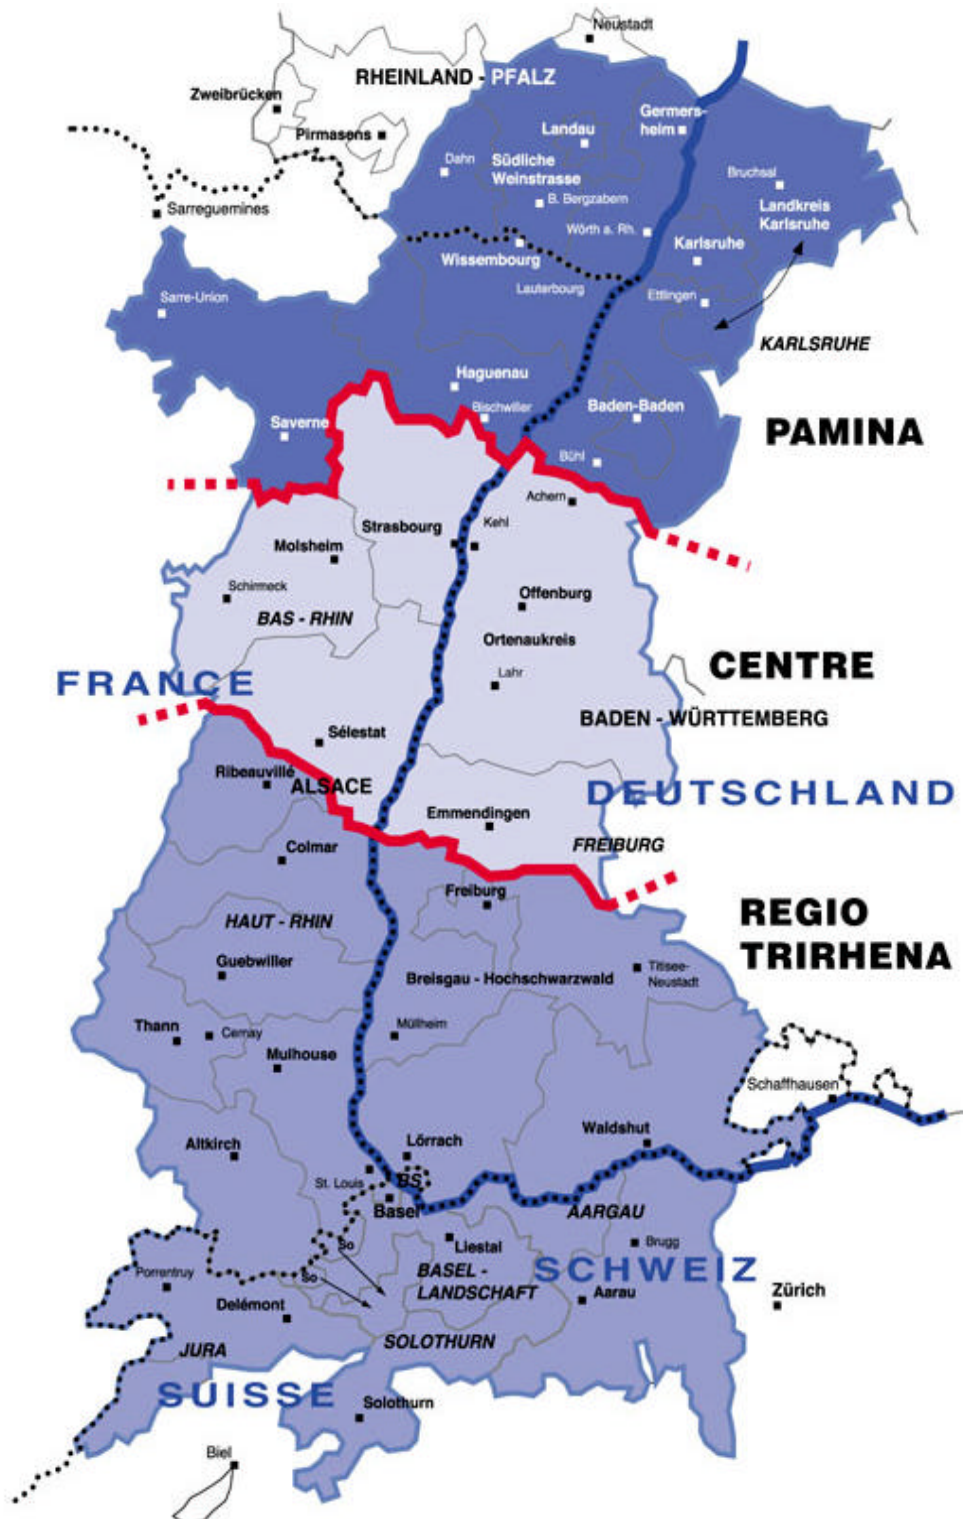 Neustadt
RHEINLAND - PFALZ
Zweibrücken
Germers-
heim
Pirmasens
Landau
Dahn
Südliche
Weinstrasse
Bruchsal
B. Bergzabern
Landkreis
Karlsruhe
Sarreguemines
Wörth a. Rh.
Karlsruhe
Wissembourg
Lauterbourg
Ettlingen
Sarre-Union
KARLSRUHE
Haguenau
Bischwiller
Baden-Baden
Saverne
PAMINA
Bühl
Achern
Strasbourg
Kehl
Molsheim
Schirmeck
Offenburg
BAS - RHIN
Ortenaukreis
CENTRE
Lahr
FRANCE
BADEN - WÜRTTEMBERG
Sélestat
Ribeauvillé
ALSACE
DEUTSCHLAND
Emmendingen
FREIBURG
Colmar
Freiburg
REGIO
TRIRHENA
HAUT - RHIN
Guebwiller
Breisgau - Hochschwarzwald
Titisee-
Neustadt
Thann
Cernay
Müllheim
Mulhouse
Schaffhausen
Waldshut
Altkirch
Lörrach
St. Louis
BS
Basel
AARGAU
So
Liestal
Brugg
Porrentruy
So
BASEL -
LANDSCHAFT
SCHWEIZ
Delémont
Aarau
Zürich
JURA
SOLOTHURN
SUISSE
Solothurn
Biel